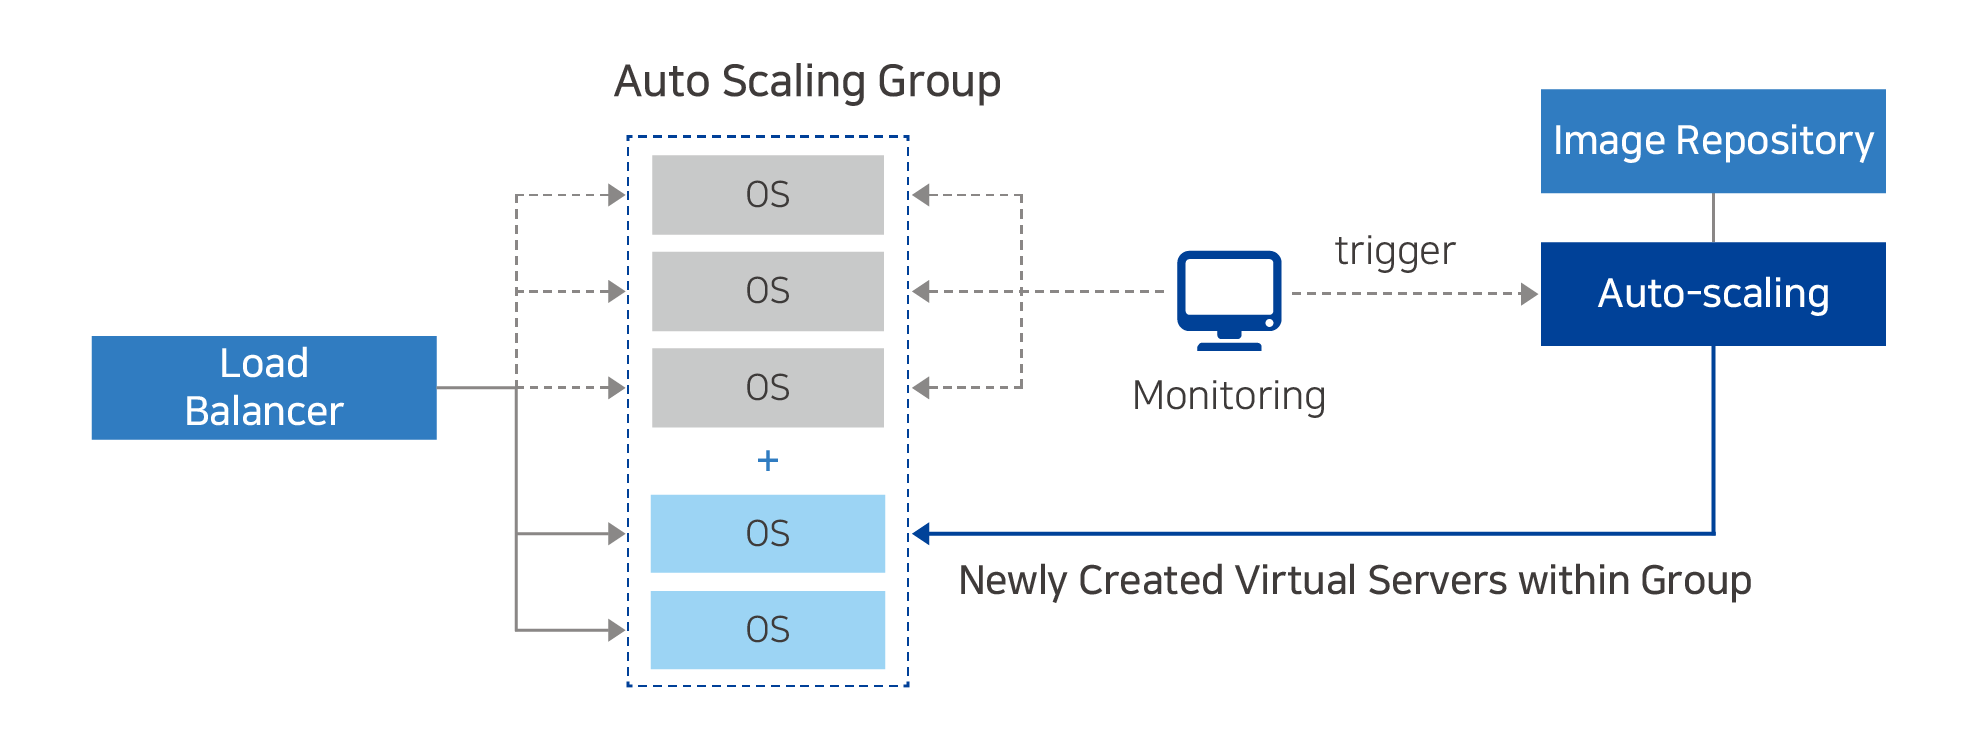 Auto Scaling Group
Image Repository
OS
trigger
OS
Auto-scaling
Load
Balancer
OS
Monitoring
+
OS
Newly Created Virtual Servers within Group
OS